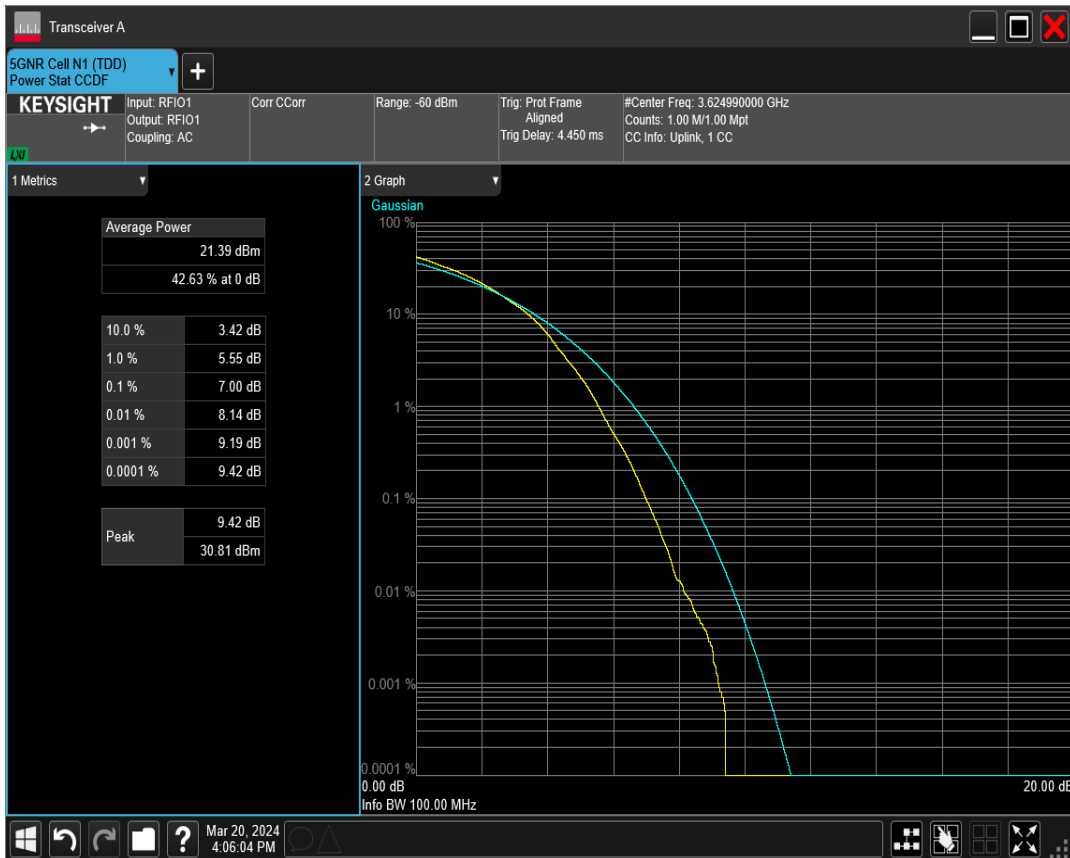 Transceiver A
5GNR Cell N1 (TDD)
Power Stat CCDF
+
KEYSIGHT
LXI
Input: RFIO1
Output: RFIO1
Coupling: AC
Corr CCorr
Range: -60 dBm
Trig: Prot Frame
Aligned
Trig Delay: 4.450 ms
#Center Freq: 3.624990000 GHz
Counts: 1.00 M/1.00 Mpt
CC Info: Uplink, 1 CC
1 Metrics
Average Power
21.39 dBm
42.63 % at 0 dB
10.0 % 3.42 dB
1.0 % 5.55 dB
0.1 % 7.00 dB
0.01 % 8.14 dB
0.001 % 9.19 dB
0.0001 % 9.42 dB
Peak
9.42 dB
30.81 dBm
2 Graph
Gaussian
100 %
10 %
1 %
0.1 %
0.01 %
0.001 %
0.0001 %
0.00 dB 20.00 dB
Info BW 100.00 MHz
?
Mar 20, 2024
4:06:04 PM